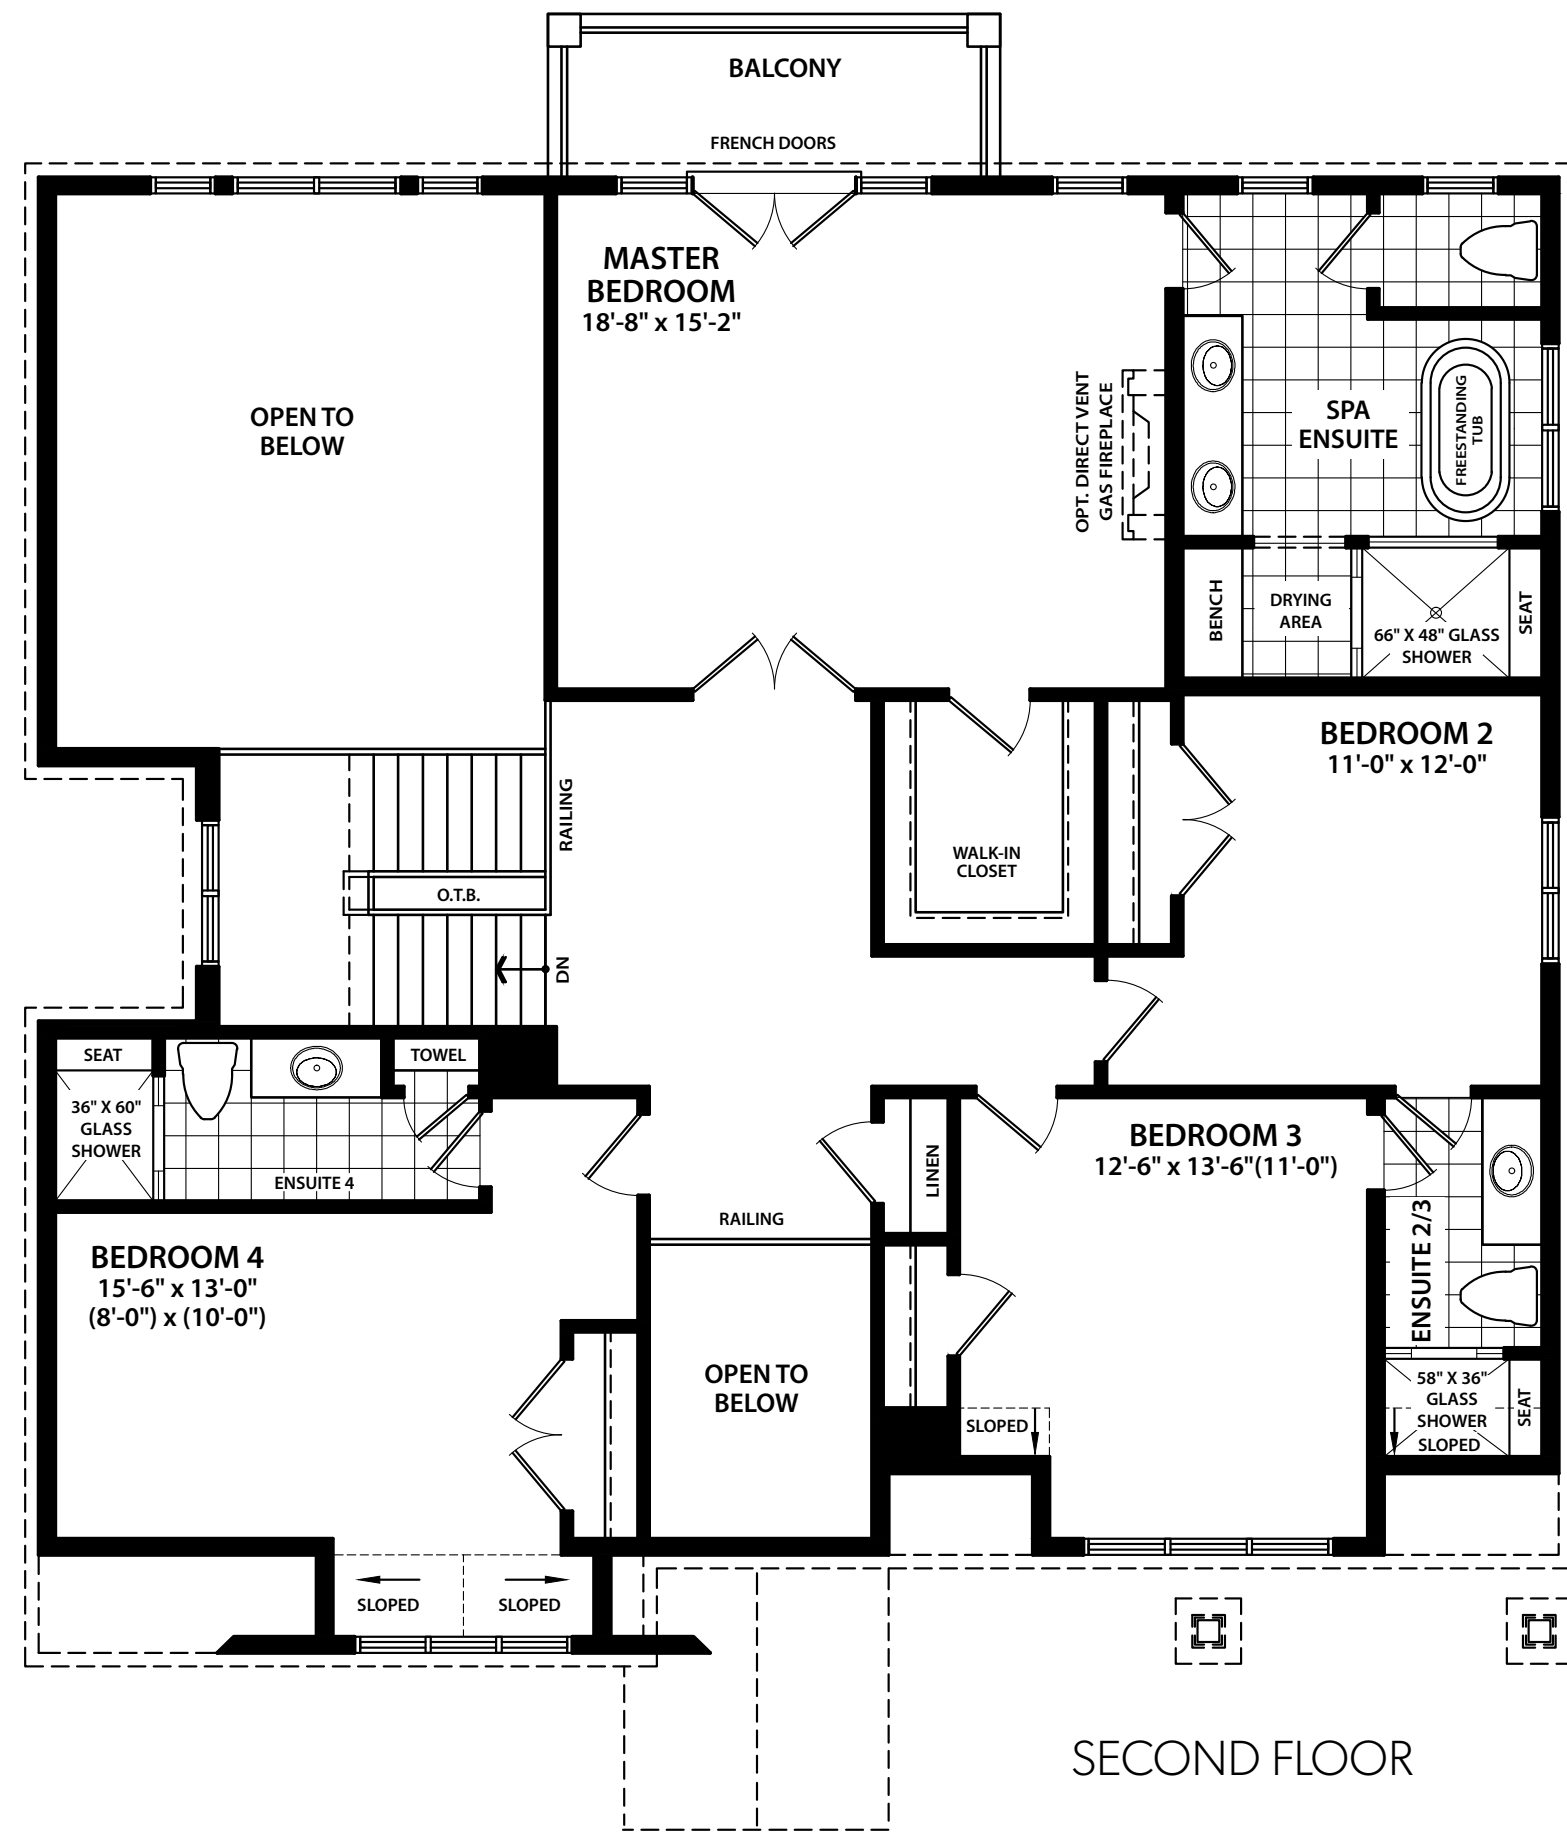 BALCONY
FRENCH DOORS
MASTER
BEDROOM
18'-8" x 15'-2"
OPEN TO
BELOW
OPT. DIRECT VENT
GAS FIREPLACE
SPA
ENSUITE
FREESTANDING
TUB
BENCH
DRYING
AREA
66" X 48" GLASS
SHOWER
SEAT
BEDROOM 2
11'-0" x 12'-0"
RAILING
WALK-IN
CLOSET
O.T.B.
DN
SEAT
TOWEL
36" X 60"
GLASS
SHOWER
ENSUITE 4
BEDROOM 3
12'-6" x 13'-6"(11'-0")
LINEN
RAILING
ENSUITE 2/3
BEDROOM 4
15'-6" x 13'-0"
(8'-0") x (10'-0")
OPEN TO
BELOW
SLOPED
58" X 36"
GLASS
SHOWER
SLOPED
SEAT
SLOPED
SLOPED
SECOND FLOOR